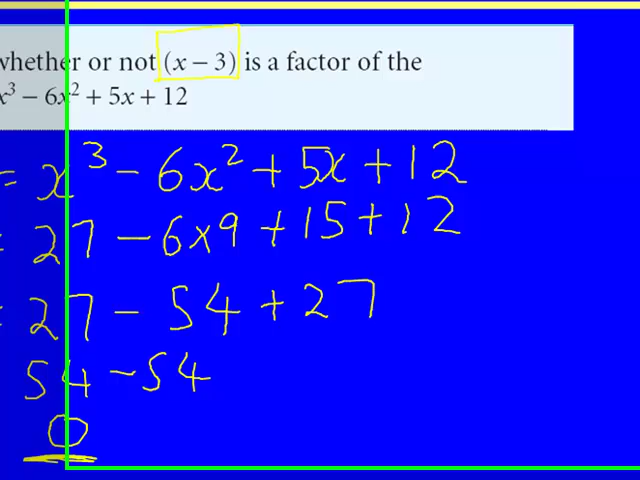 whether or not (x − 3) is a factor of the
x³ − 6x² + 5x + 12
= x³ − 6x² + 5x + 12
= 27 − 6x9 + 15 + 12
= 27 − 54 + 27
54 − 54
0